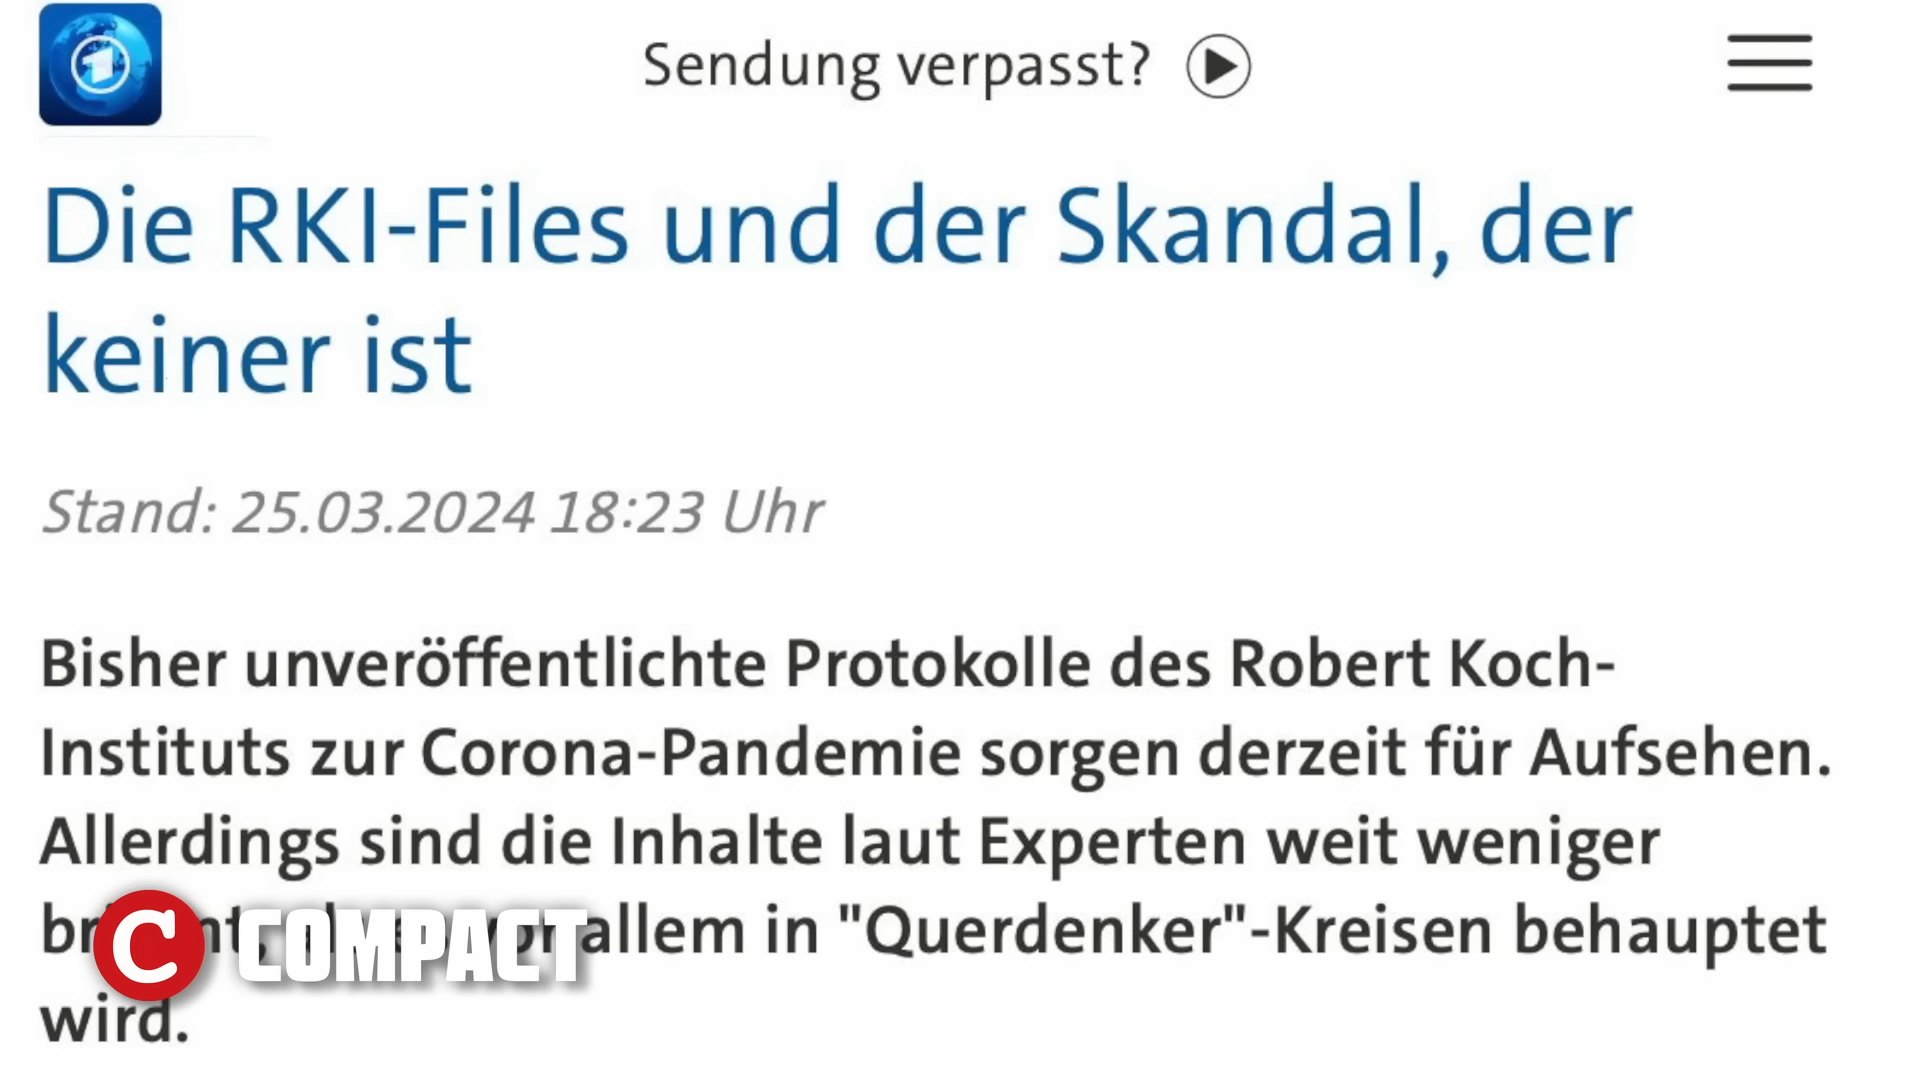 Sendung verpasst?
Die RKI-Files und der Skandal, der
keiner ist
Stand: 25.03.2024 18:23 Uhr
Bisher unveröffentlichte Protokolle des Robert Koch-
Instituts zur Corona-Pandemie sorgen derzeit für Aufsehen.
Allerdings sind die Inhalte laut Experten weit weniger
allem in "Querdenker"-Kreisen behauptet
wird.
C COMPACT